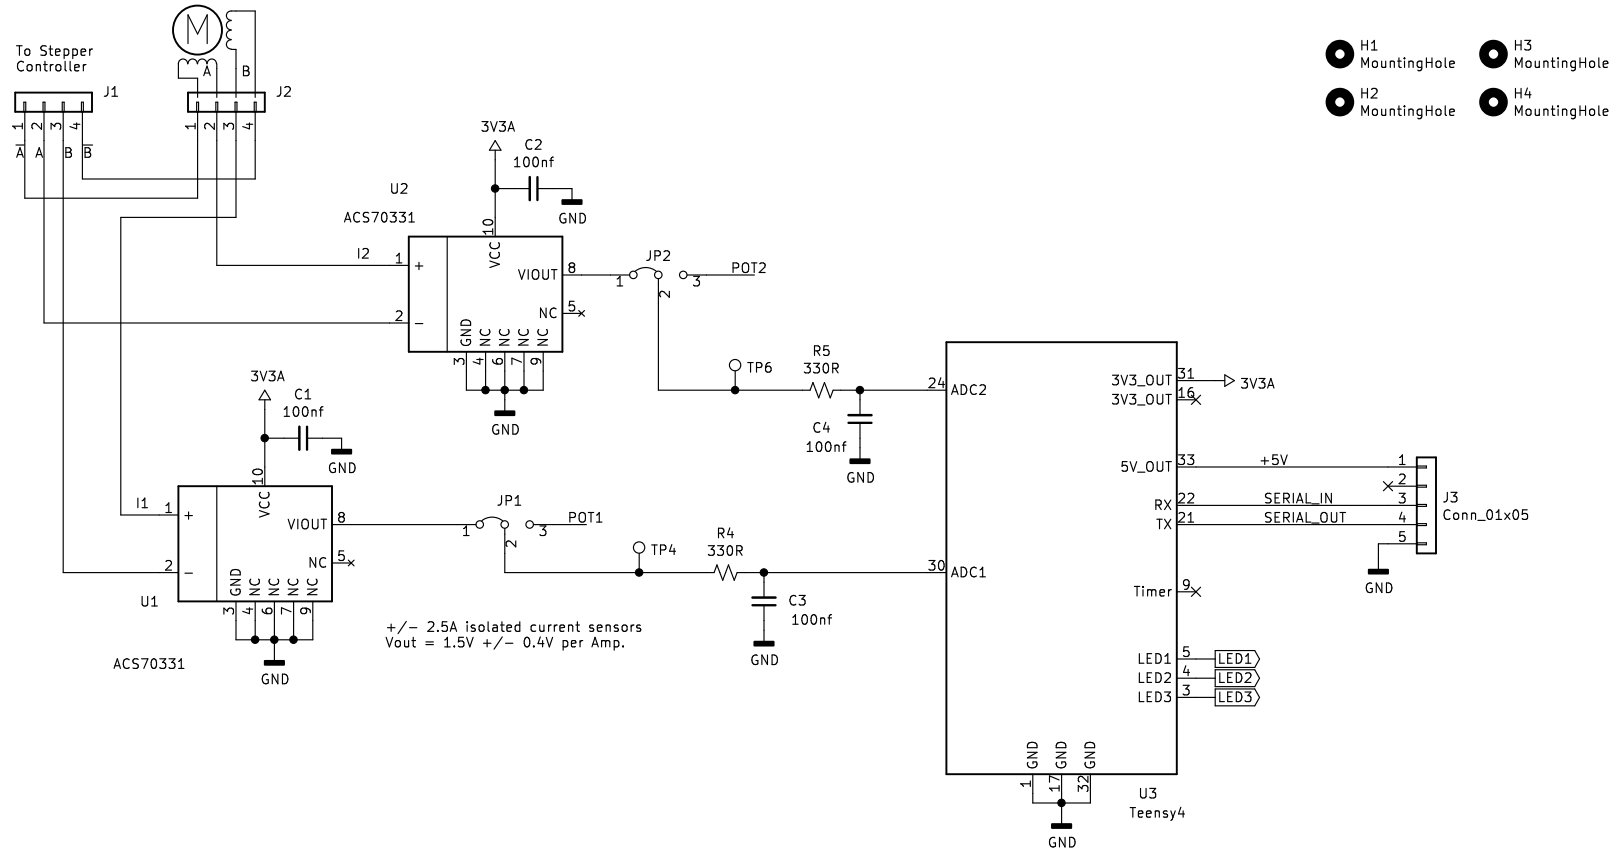 To Stepper
Controller
J1
1
2
3
4
A
A
B
B
M
A
B
J2
1
2
3
4
H1
MountingHole
H2
MountingHole
H3
MountingHole
H4
MountingHole
3V3A
C2
100nf
GND
U2
ACS70331
10
VCC
I2
1
+
2
−
VIOUT
8
NC
5
GND
NC
NC
NC
NC
3
4
6
7
9
GND
JP2
1
2
3
POT2
TP6
R5
330R
C4
100nf
GND
3V3A
C1
100nf
GND
10
VCC
I1
1
+
2
−
VIOUT
8
NC
5
GND
NC
NC
NC
NC
3
4
6
7
9
GND
U1
ACS70331
JP1
1
2
3
POT1
TP4
R4
330R
C3
100nf
GND
+/- 2.5A isolated current sensors
Vout = 1.5V +/- 0.4V per Amp.
24
ADC2
30
ADC1
3V3_OUT
31
3V3A
3V3_OUT
16
5V_OUT
33
+5V
RX
22
SERIAL_IN
TX
21
SERIAL_OUT
Timer
9
LED1
5
LED1
LED2
4
LED2
LED3
3
LED3
GND
GND
GND
1
17
32
GND
U3
Teensy4
1
2
3
4
5
J3
Conn_01x05
GND